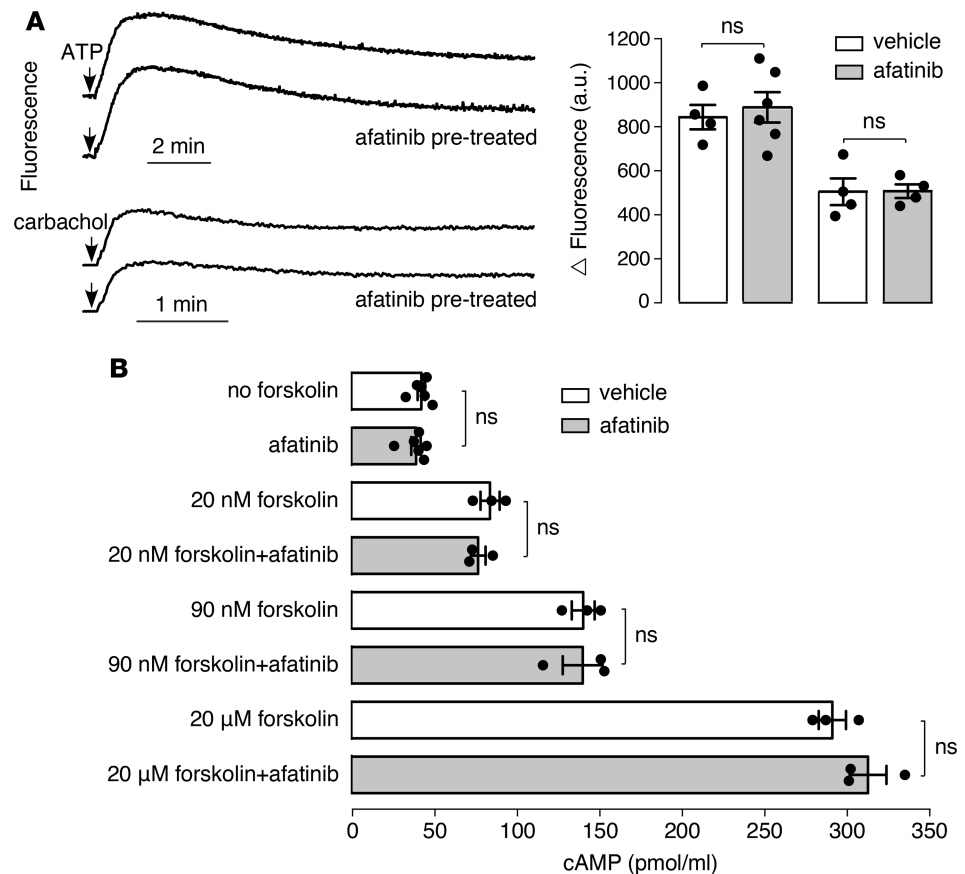 A
ATP
Fluorescence
2 min
afatinib pre-treated
carbachol
1 min
afatinib pre-treated
△ Fluorescence (a.u.)
1200
1000
800
600
400
200
0
ns
ns
vehicle
afatinib
B
no forskolin
afatinib
20 nM forskolin
20 nM forskolin+afatinib
90 nM forskolin
90 nM forskolin+afatinib
20 μM forskolin
20 μM forskolin+afatinib
ns
ns
ns
ns
vehicle
afatinib
0 50 100 150 200 250 300 350
cAMP (pmol/ml)